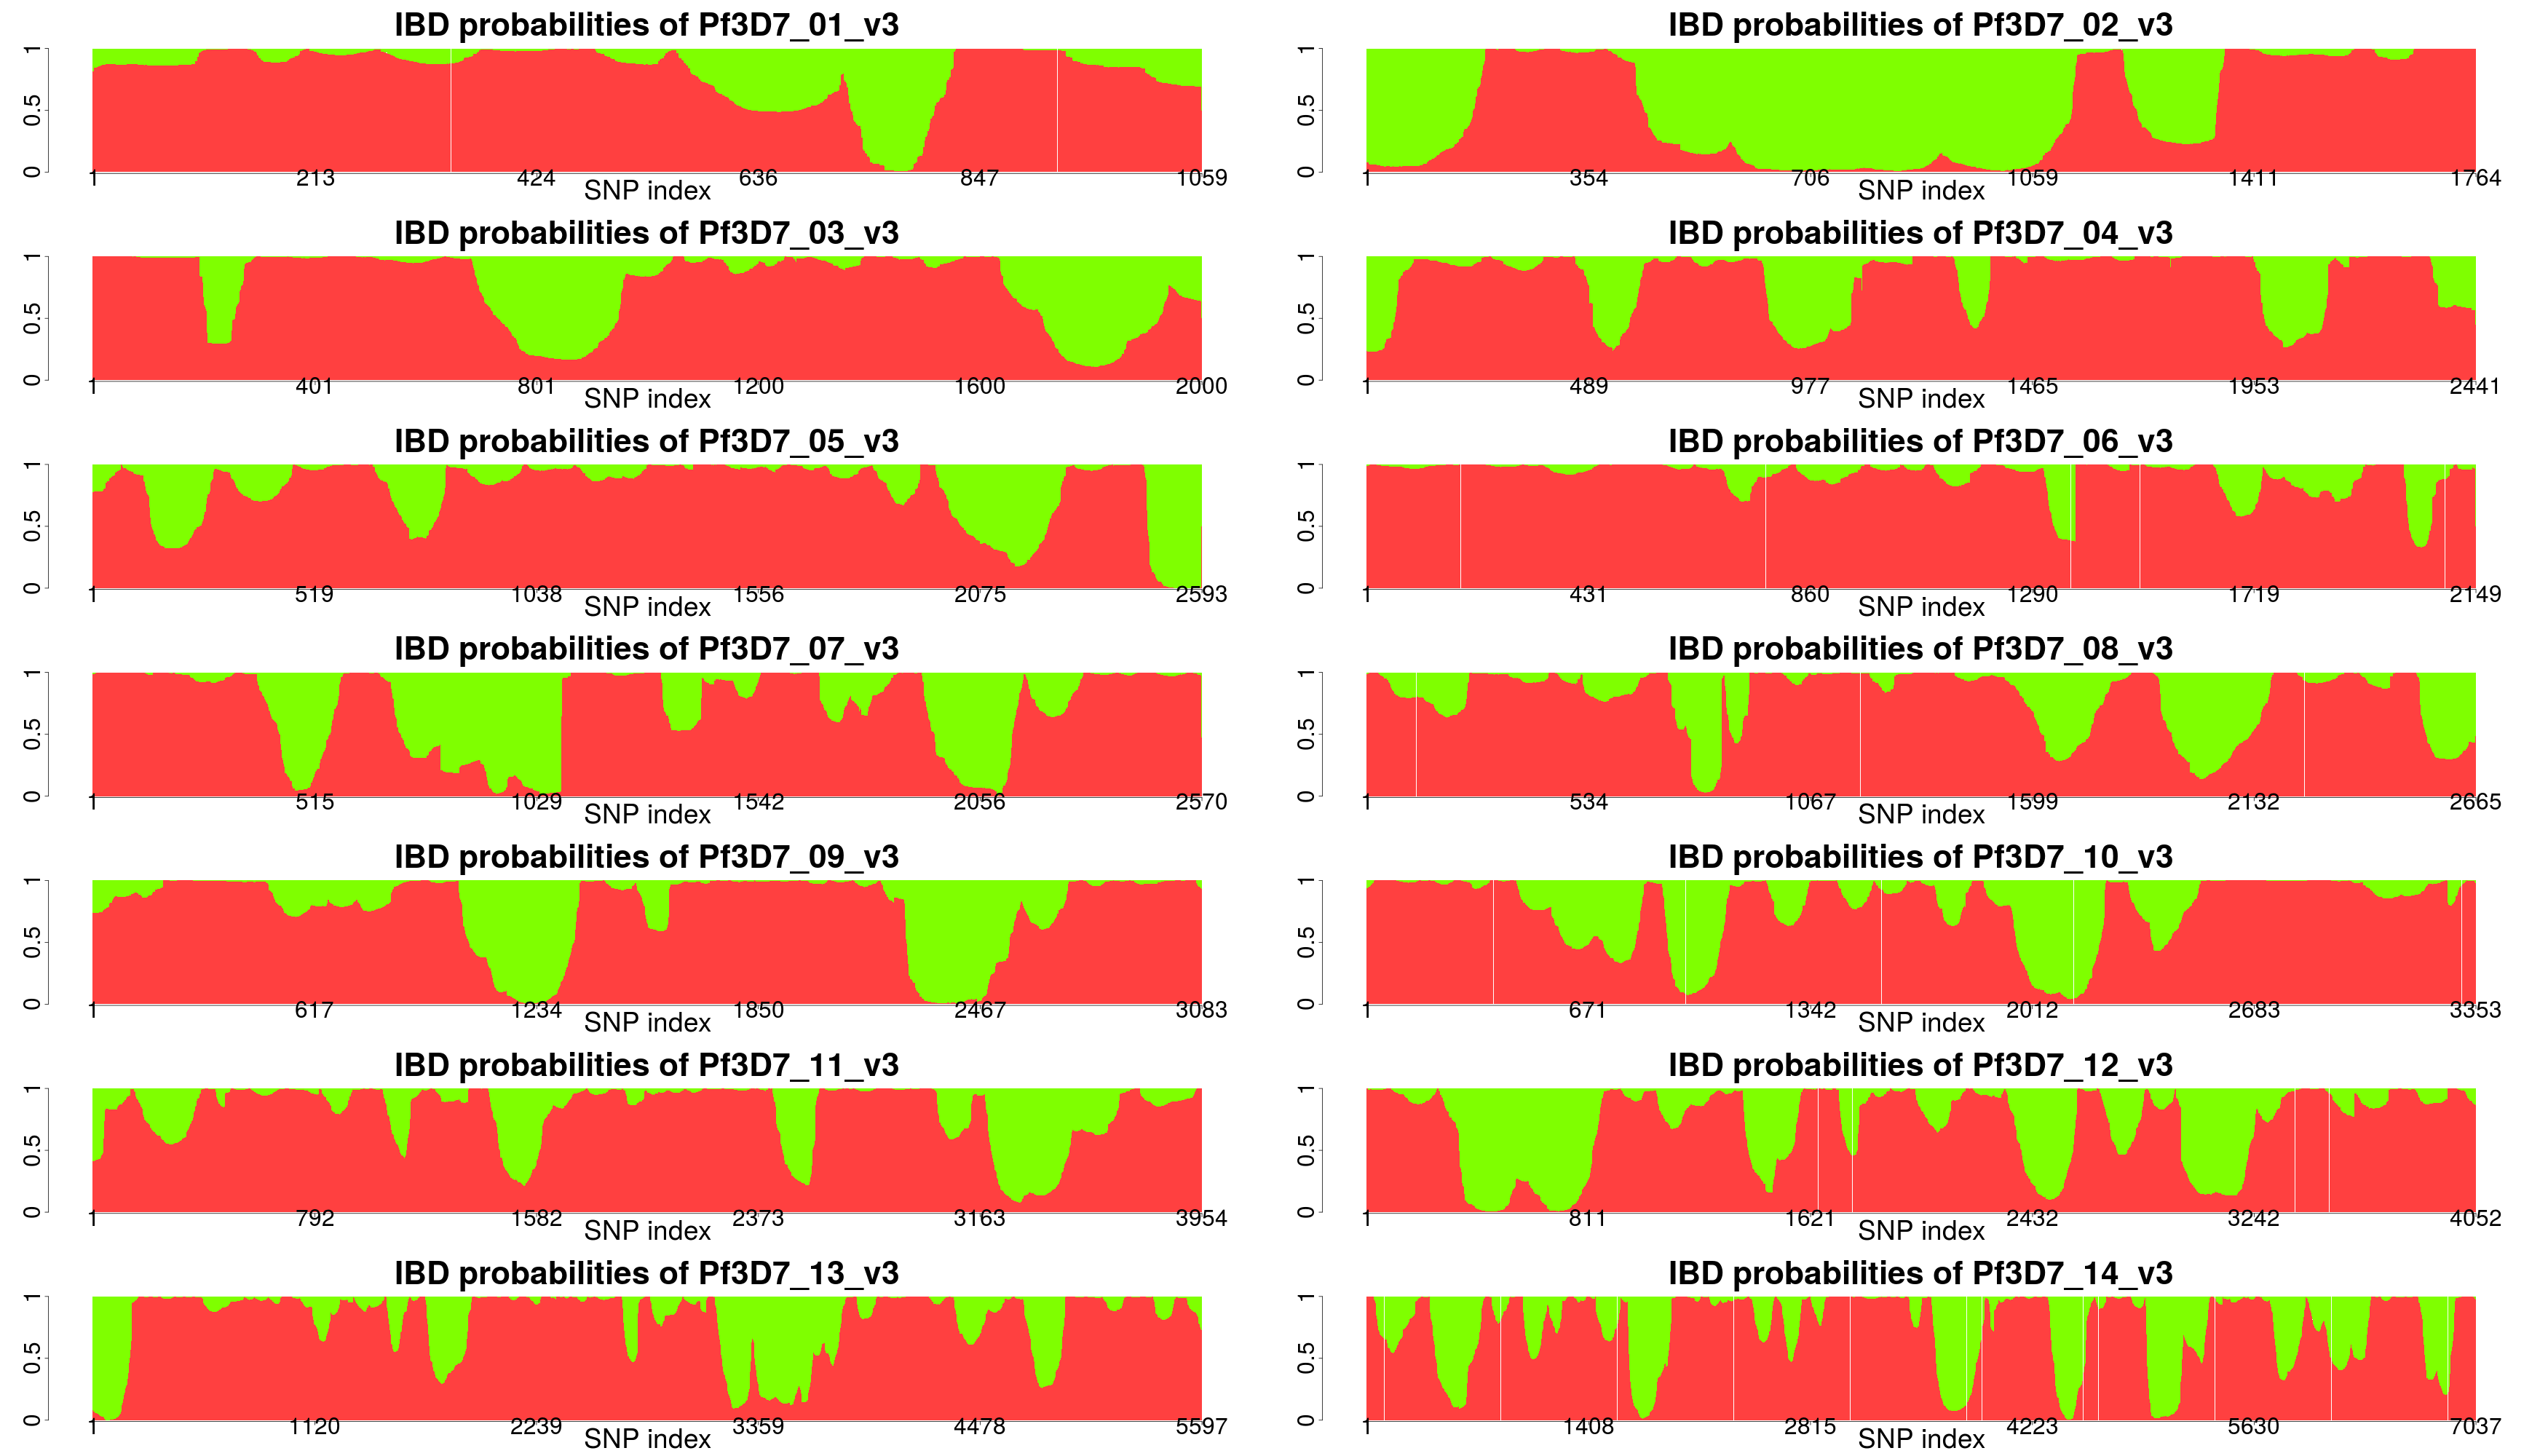 IBD probabilities of Pf3D7_01_v3
0 0.5 1
1 213 424 636 847 1059
SNP index
IBD probabilities of Pf3D7_02_v3
0 0.5 1
1 354 706 1059 1411 1764
SNP index
IBD probabilities of Pf3D7_03_v3
0 0.5 1
1 401 801 1200 1600 2000
SNP index
IBD probabilities of Pf3D7_04_v3
0 0.5 1
1 489 977 1465 1953 2441
SNP index
IBD probabilities of Pf3D7_05_v3
0 0.5 1
1 519 1038 1556 2075 2593
SNP index
IBD probabilities of Pf3D7_06_v3
0 0.5 1
1 431 860 1290 1719 2149
SNP index
IBD probabilities of Pf3D7_07_v3
0 0.5 1
1 515 1029 1542 2056 2570
SNP index
IBD probabilities of Pf3D7_08_v3
0 0.5 1
1 534 1067 1599 2132 2665
SNP index
IBD probabilities of Pf3D7_09_v3
0 0.5 1
1 617 1234 1850 2467 3083
SNP index
IBD probabilities of Pf3D7_10_v3
0 0.5 1
1 671 1342 2012 2683 3353
SNP index
IBD probabilities of Pf3D7_11_v3
0 0.5 1
1 792 1582 2373 3163 3954
SNP index
IBD probabilities of Pf3D7_12_v3
0 0.5 1
1 811 1621 2432 3242 4052
SNP index
IBD probabilities of Pf3D7_13_v3
0 0.5 1
1 1120 2239 3359 4478 5597
SNP index
IBD probabilities of Pf3D7_14_v3
0 0.5 1
1 1408 2815 4223 5630 7037
SNP index